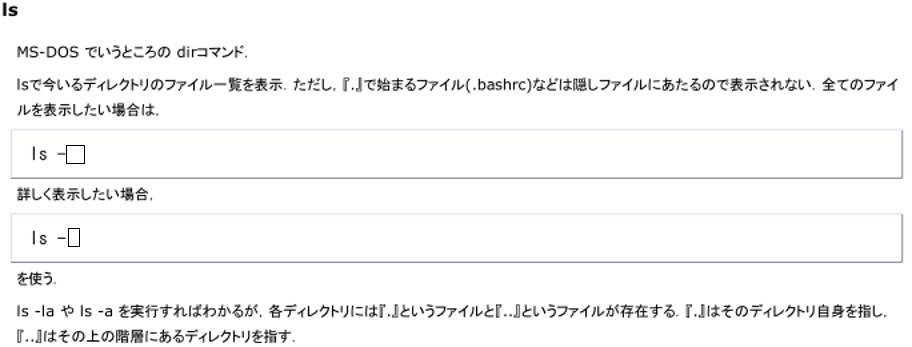 ls
MS-DOS でいうところの dirコマンド.
lsで今いるディレクトリのファイル一覧を表示. ただし,『.』で始まるファイル(.bashrc)などは隠しファイルにあたるので表示されない. 全てのファイ
ルを表示したい場合は,
ls -□
詳しく表示したい場合,
ls -▯
を使う.
ls -la や ls -a を実行すればわかるが, 各ディレクトリには『.』というファイルと『..』というファイルが存在する.『.』はそのディレクトリ自身を指し,
『..』はその上の階層にあるディレクトリを指す.